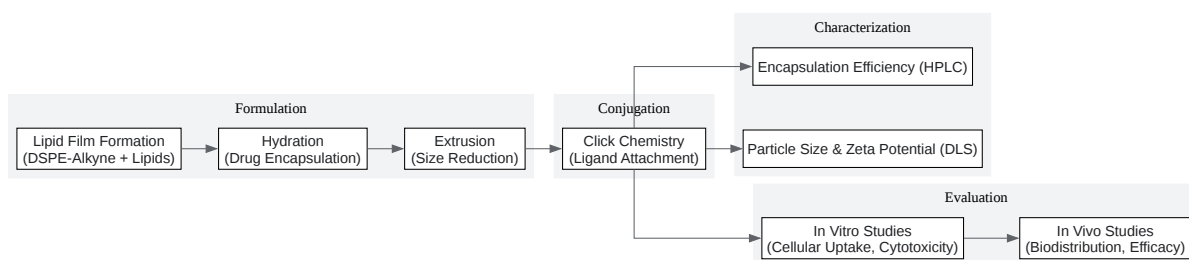 Formulation
Lipid Film Formation
(DSPE-Alkyne + Lipids)
Hydration
(Drug Encapsulation)
Extrusion
(Size Reduction)
Conjugation
Click Chemistry
(Ligand Attachment)
Characterization
Encapsulation Efficiency (HPLC)
Particle Size & Zeta Potential (DLS)
Evaluation
In Vitro Studies
(Cellular Uptake, Cytotoxicity)
In Vivo Studies
(Biodistribution, Efficacy)